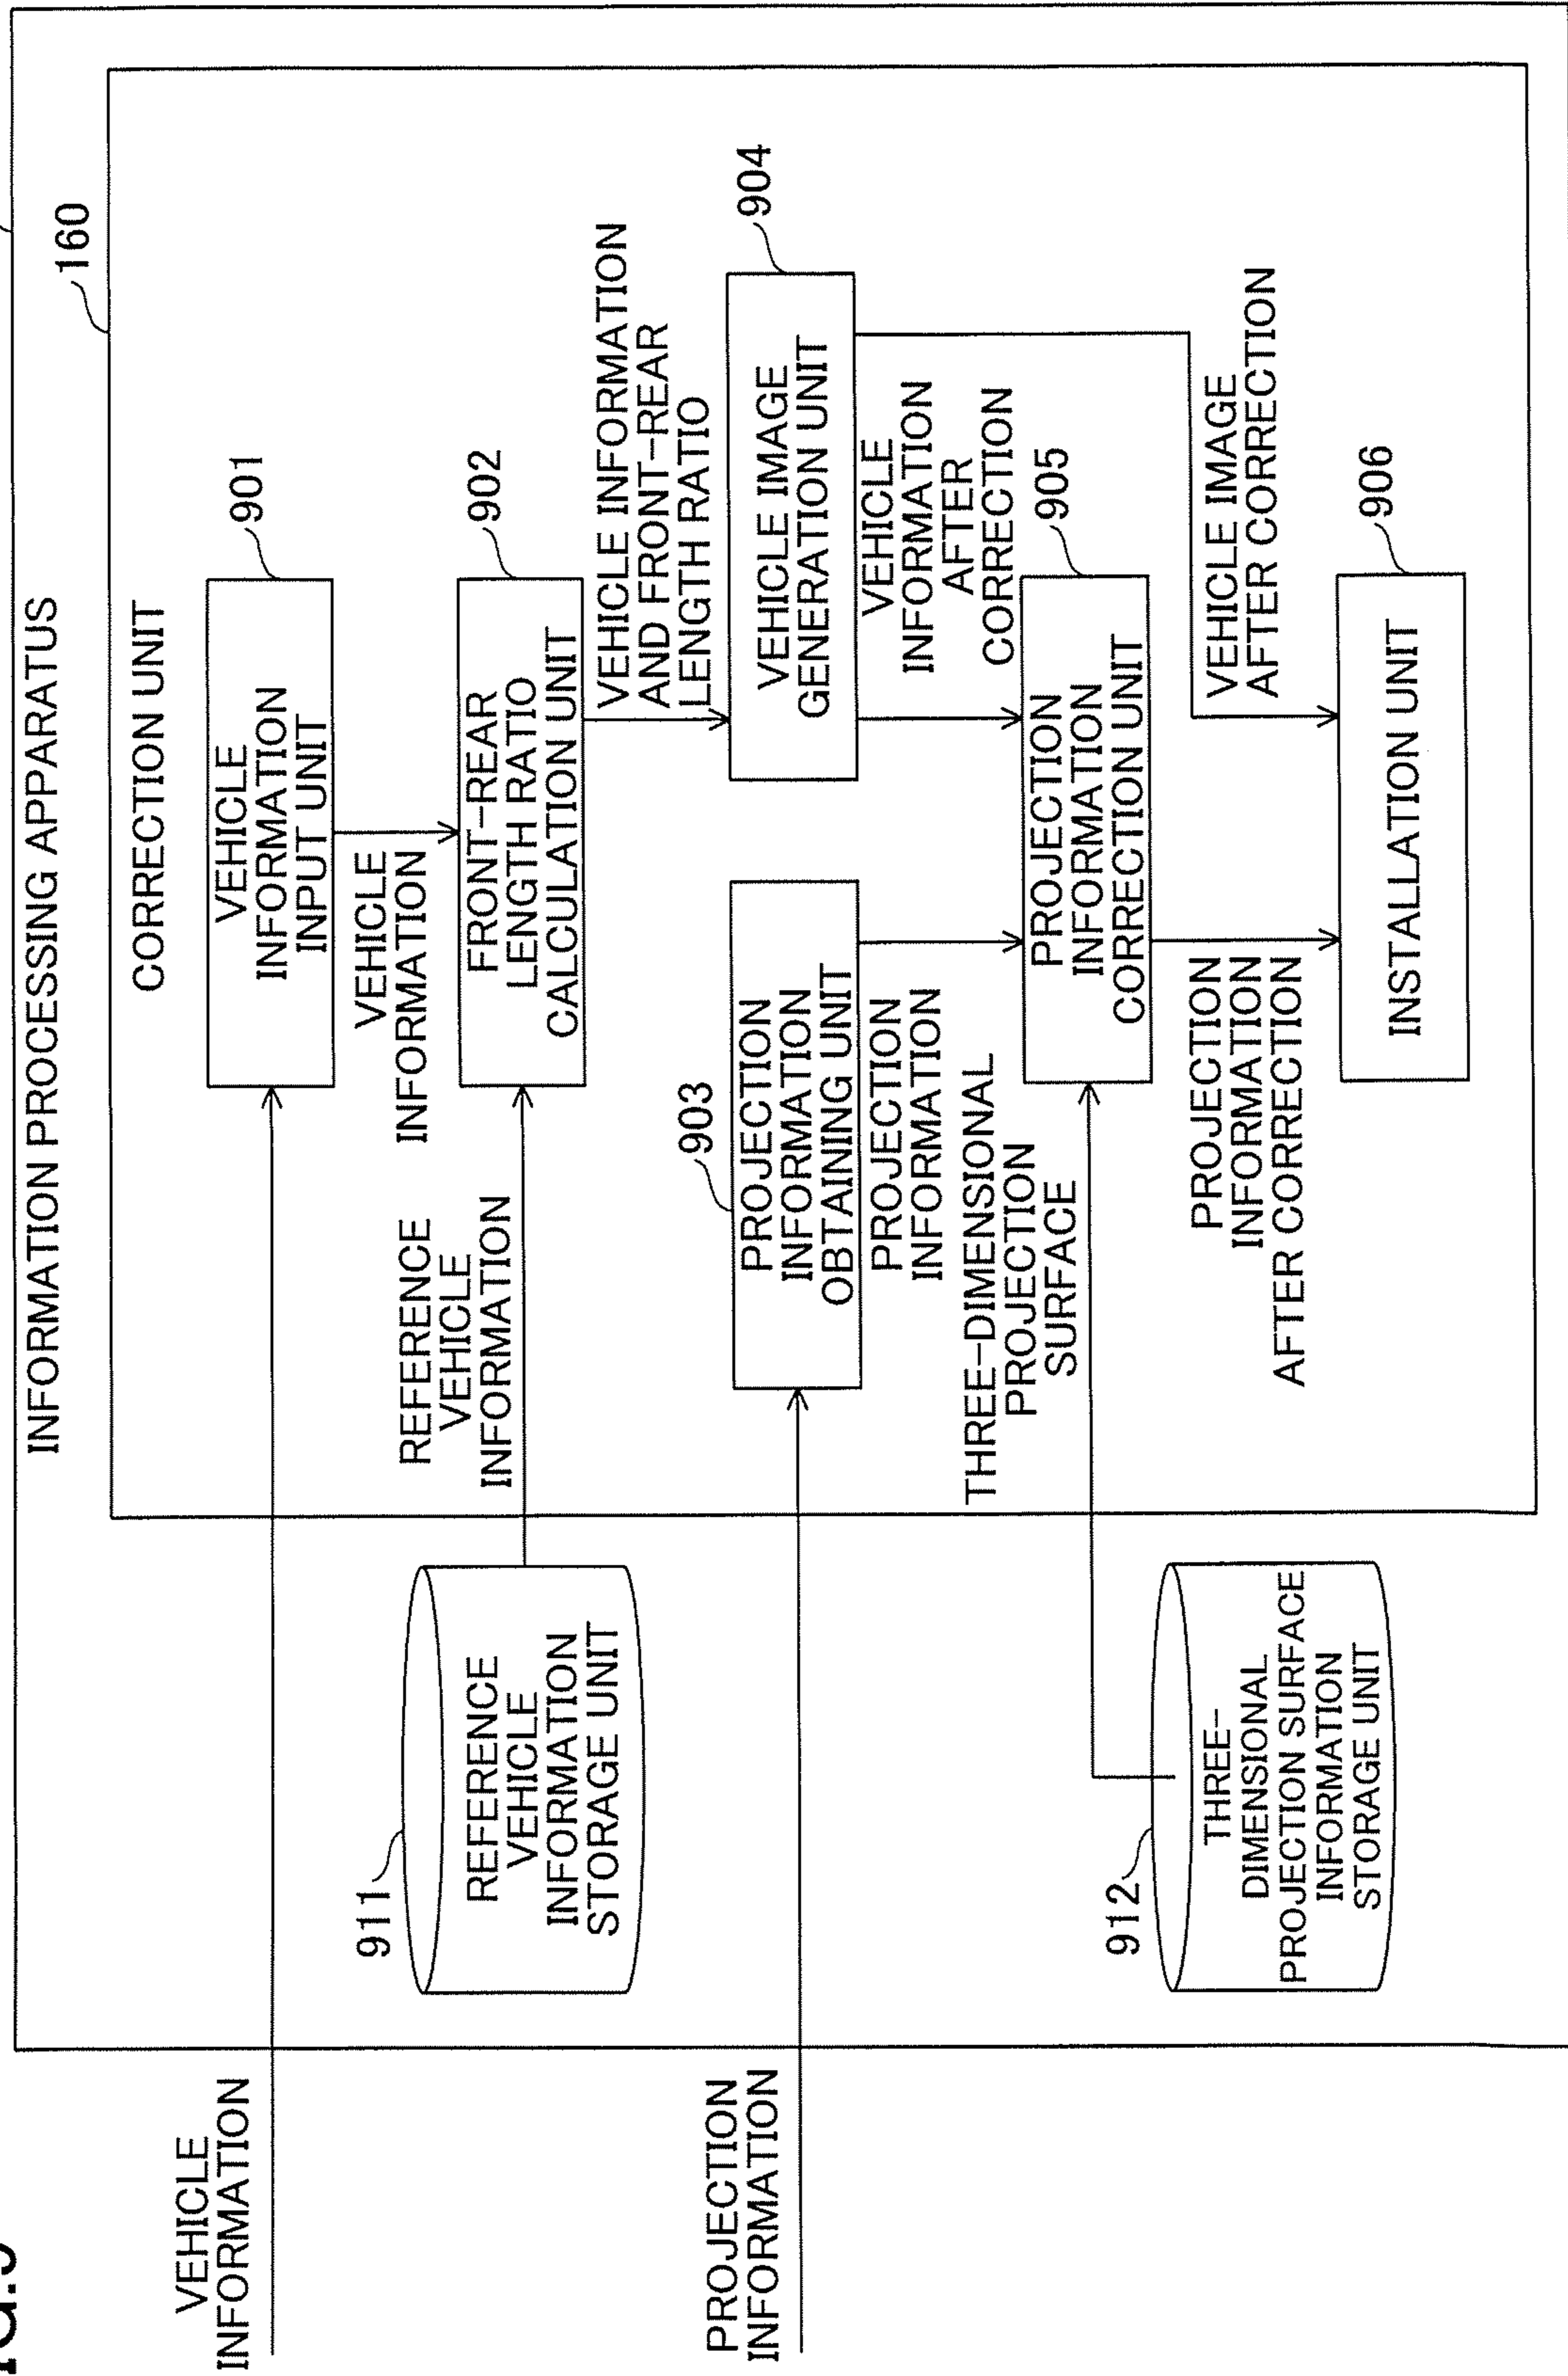 INFORMATION PROCESSING APPARATUS
160
CORRECTION UNIT
VEHICLE
INFORMATION
VEHICLE
INFORMATION
INPUT UNIT
901
VEHICLE
INFORMATION
REFERENCE
VEHICLE
INFORMATION
911
REFERENCE
VEHICLE
INFORMATION
STORAGE UNIT
FRONT-REAR
LENGTH RATIO
CALCULATION UNIT
902
VEHICLE INFORMATION
AND FRONT-REAR
LENGTH RATIO
PROJECTION
INFORMATION
903
PROJECTION
INFORMATION
OBTAINING UNIT
VEHICLE IMAGE
GENERATION UNIT
904
PROJECTION
INFORMATION
VEHICLE
INFORMATION
AFTER
CORRECTION
THREE-DIMENSIONAL
PROJECTION
SURFACE
PROJECTION
INFORMATION
CORRECTION UNIT
905
912
THREE-
DIMENSIONAL
PROJECTION SURFACE
INFORMATION
STORAGE UNIT
PROJECTION
INFORMATION
AFTER CORRECTION
VEHICLE IMAGE
AFTER CORRECTION
INSTALLATION UNIT
906